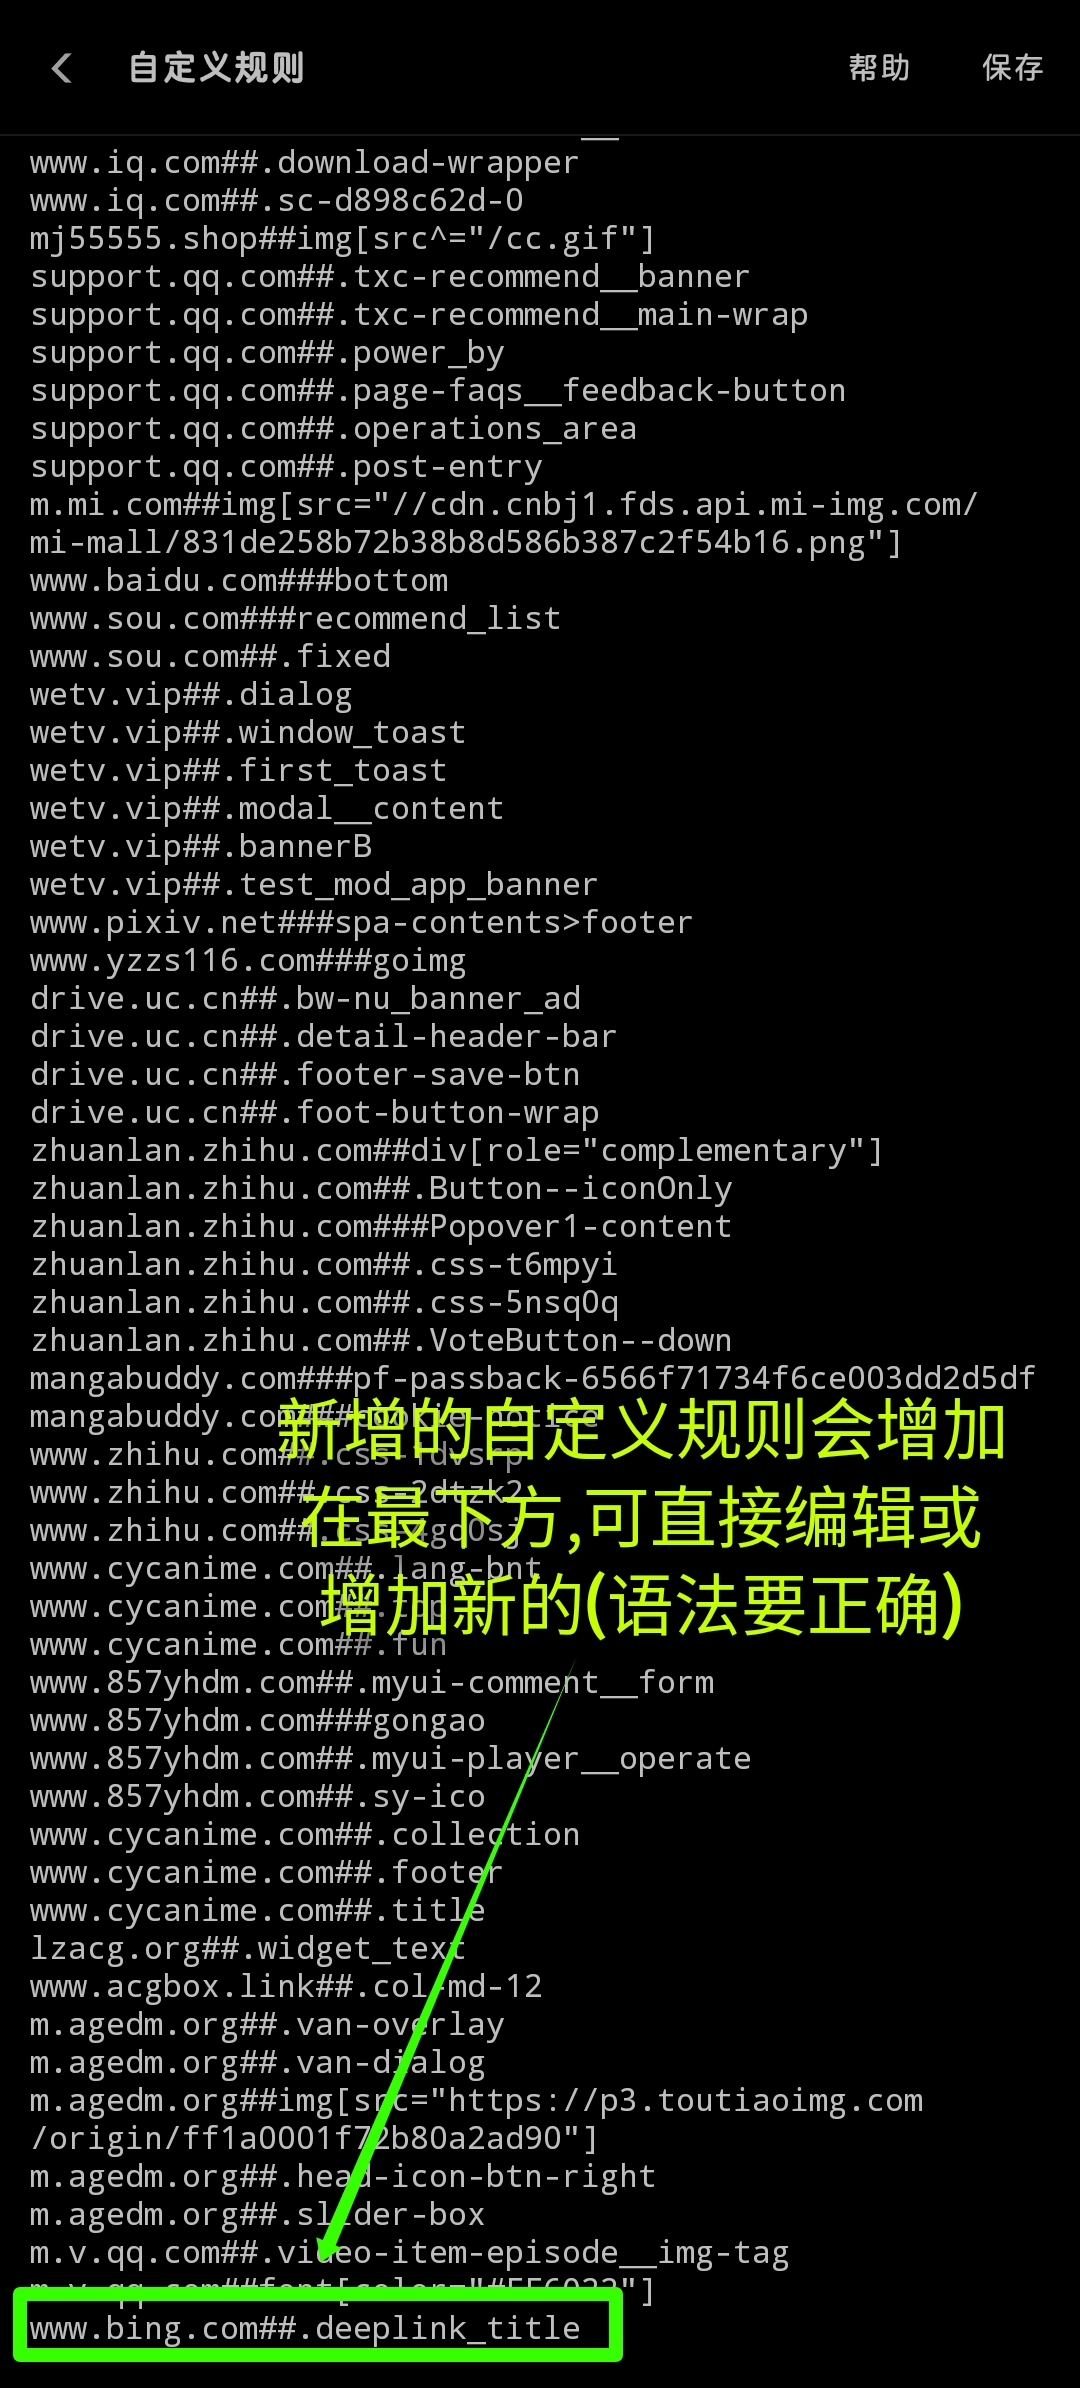 自定义规则
帮助
保存
www.iq.com##.download-wrapper
www.iq.com##.sc-d898c62d-0
mj55555.shop##img[src^="/cc.gif"]
support.qq.com##.txc-recommend__banner
support.qq.com##.txc-recommend__main-wrap
support.qq.com##.power_by
support.qq.com##.page-faqs__feedback-button
support.qq.com##.operations_area
support.qq.com##.post-entry
m.mi.com##img[src="//cdn.cnbj1.fds.api.mi-img.com/
mi-mall/831de258b72b38b8d586b387c2f54b16.png"]
www.baidu.com###bottom
www.sou.com###recommend_list
www.sou.com##.fixed
wetv.vip##.dialog
wetv.vip##.window_toast
wetv.vip##.first_toast
wetv.vip##.modal__content
wetv.vip##.bannerB
wetv.vip##.test_mod_app_banner
www.pixiv.net###spa-contents>footer
www.yzzs116.com###goimg
drive.uc.cn##.bw-nu_banner_ad
drive.uc.cn##.detail-header-bar
drive.uc.cn##.footer-save-btn
drive.uc.cn##.foot-button-wrap
zhuanlan.zhihu.com##div[role="complementary"]
zhuanlan.zhihu.com##.Button--iconOnly
zhuanlan.zhihu.com###Popover1-content
zhuanlan.zhihu.com##.css-t6mpyi
zhuanlan.zhihu.com##.css-5nsq0q
zhuanlan.zhihu.com##.VoteButton--down
mangabuddy.com###pf-passback-6566f71734f6ce003dd2d5df
mangabuddy.com###cookie-notice
新增的自定义规则会增加
www.zhihu.com##.css-1dvsrp
www.zhihu.com##.css-2dtzk2
在最下方,可直接编辑或
www.zhihu.com##
www.cycanime.com##.lang-bnt
增加新的(语法要正确)
www.cycanime.com##
www.cycanime.com##.fun
www.857yhdm.com##.myui-comment__form
www.857yhdm.com###gongao
www.857yhdm.com##.myui-player__operate
www.857yhdm.com##.sy-ico
www.cycanime.com##.collection
www.cycanime.com##.footer
www.cycanime.com##.title
lzacg.org##.widget_text
www.acgbox.link##.col-md-12
m.agedm.org##.van-overlay
m.agedm.org##.van-dialog
m.agedm.org##img[src="https://p3.toutiaoimg.com
/origin/ff1a0001f72b80a2ad90"]
m.agedm.org##.head-icon-btn-right
m.agedm.org##.slider-box
m.v.qq.com##.video-item-episode__img-tag
m.v.qq.com##font[color="#FF6022"]
www.bing.com##.deeplink_title